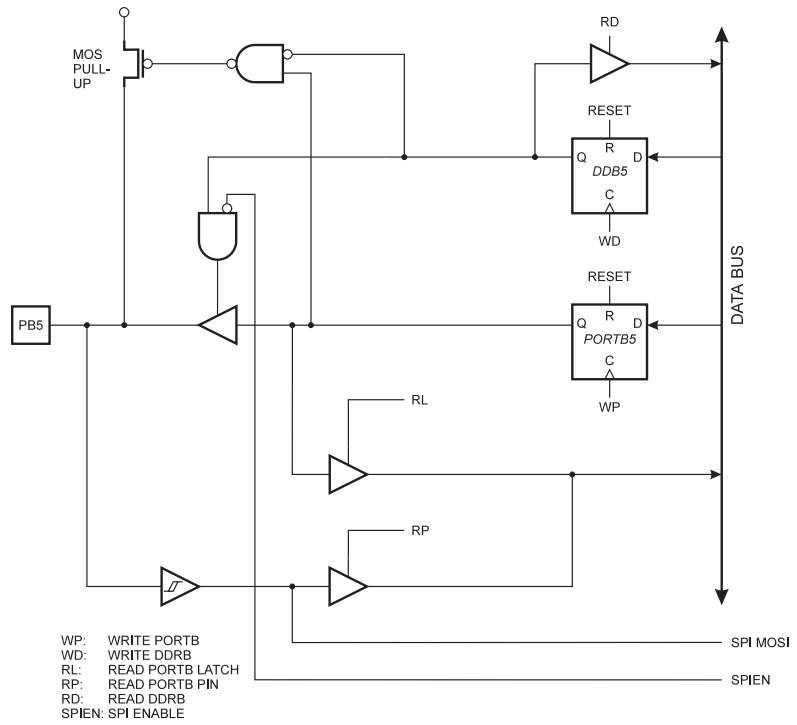 RD
MOS
PULL-
UP
RESET
R
Q
D
DDB5
C
WD
DATA BUS
RESET
R
PB5
Q
D
PORTB5
C
WP
RL
RP
WP: WRITE PORTB
WD: WRITE DDRB
RL: READ PORTB LATCH
RP: READ PORTB PIN
RD: READ DDRB
SPIEN: SPI ENABLE
SPI MOSI
SPIEN